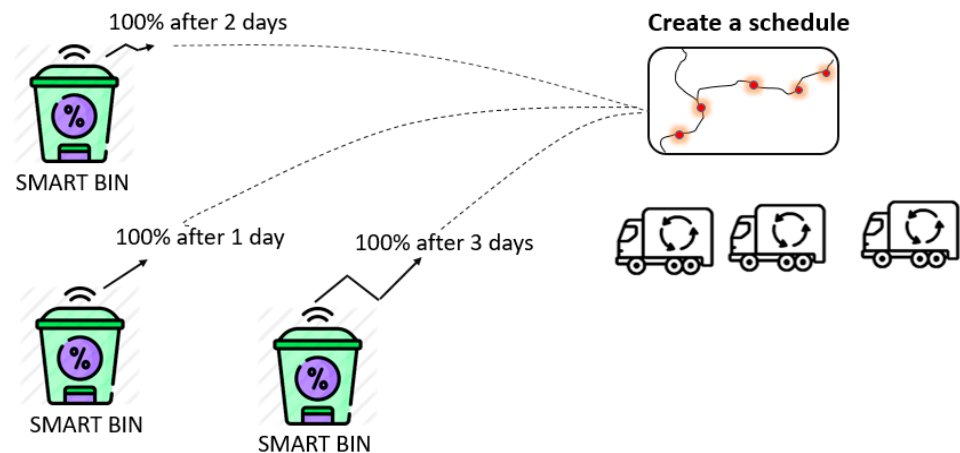 100% after 2 days
Create a schedule
%
SMART BIN
100% after 1 day
100% after 3 days
%
SMART BIN
%
SMART BIN